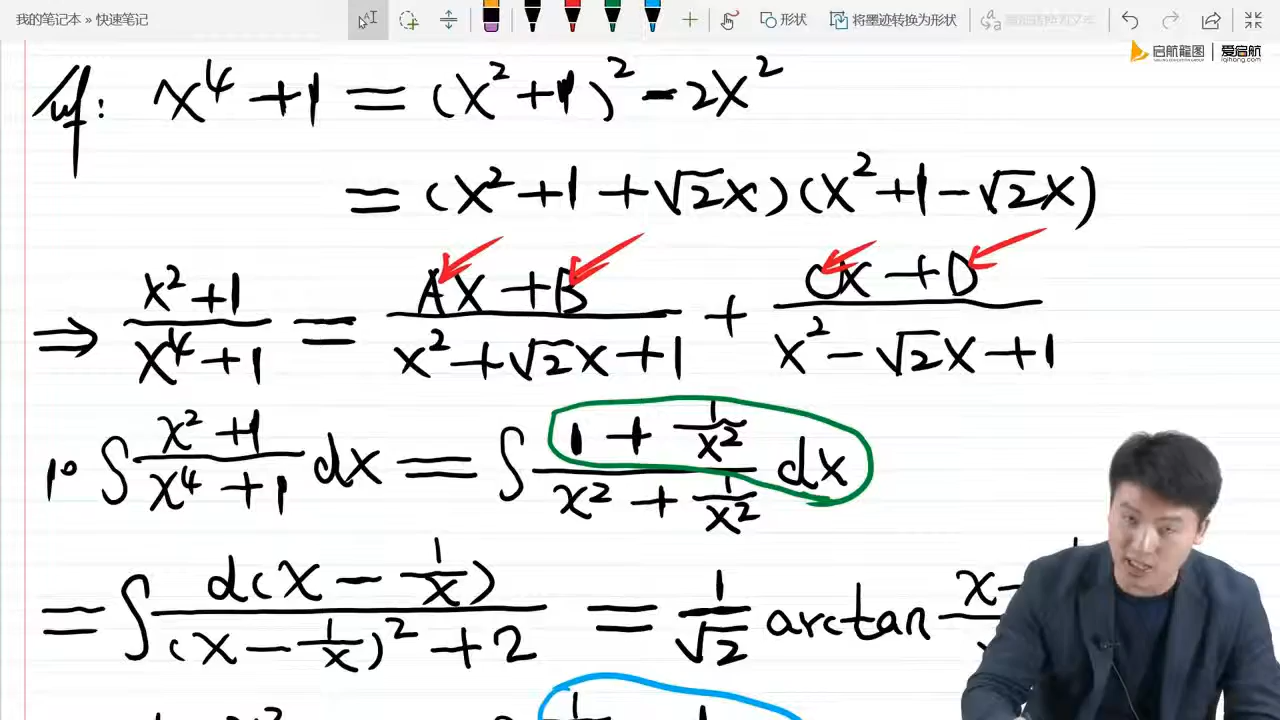 我的笔记本 » 快速笔记
形状 将墨迹转换为形状
启航龍图 | 爱启航
iqihang.com
x⁴+1 = (x²+1)²-2x²
= (x²+1+√2x)(x²+1-√2x)
⇒ (x²+1)/(x⁴+1) = (Ax+B)/(x²+√2x+1) + (Cx+D)/(x²-√2x+1)
1° ∫(x²+1)/(x⁴+1) dx = ∫(1+1/x²)/(x²+1/x²) dx
= ∫d(x-1/x)/((x-1/x)²+2) = 1/√2 arctan x-